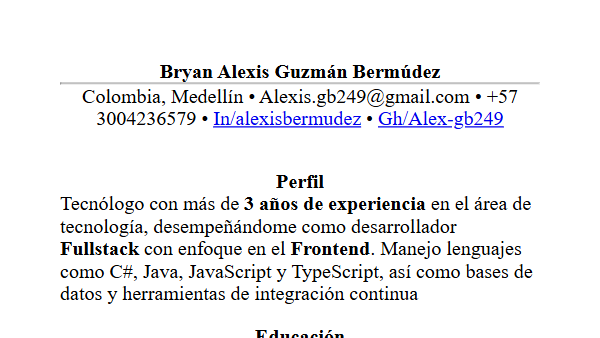 Bryan Alexis Guzmán Bermúdez
Colombia, Medellín • Alexis.gb249@gmail.com • +57
3004236579 • In/alexisbermudez • Gh/Alex-gb249
Perfil
Tecnólogo con más de 3 años de experiencia en el área de
tecnología, desempeñándome como desarrollador
Fullstack con enfoque en el Frontend. Manejo lenguajes
como C#, Java, JavaScript y TypeScript, así como bases de
datos y herramientas de integración continua
Educación